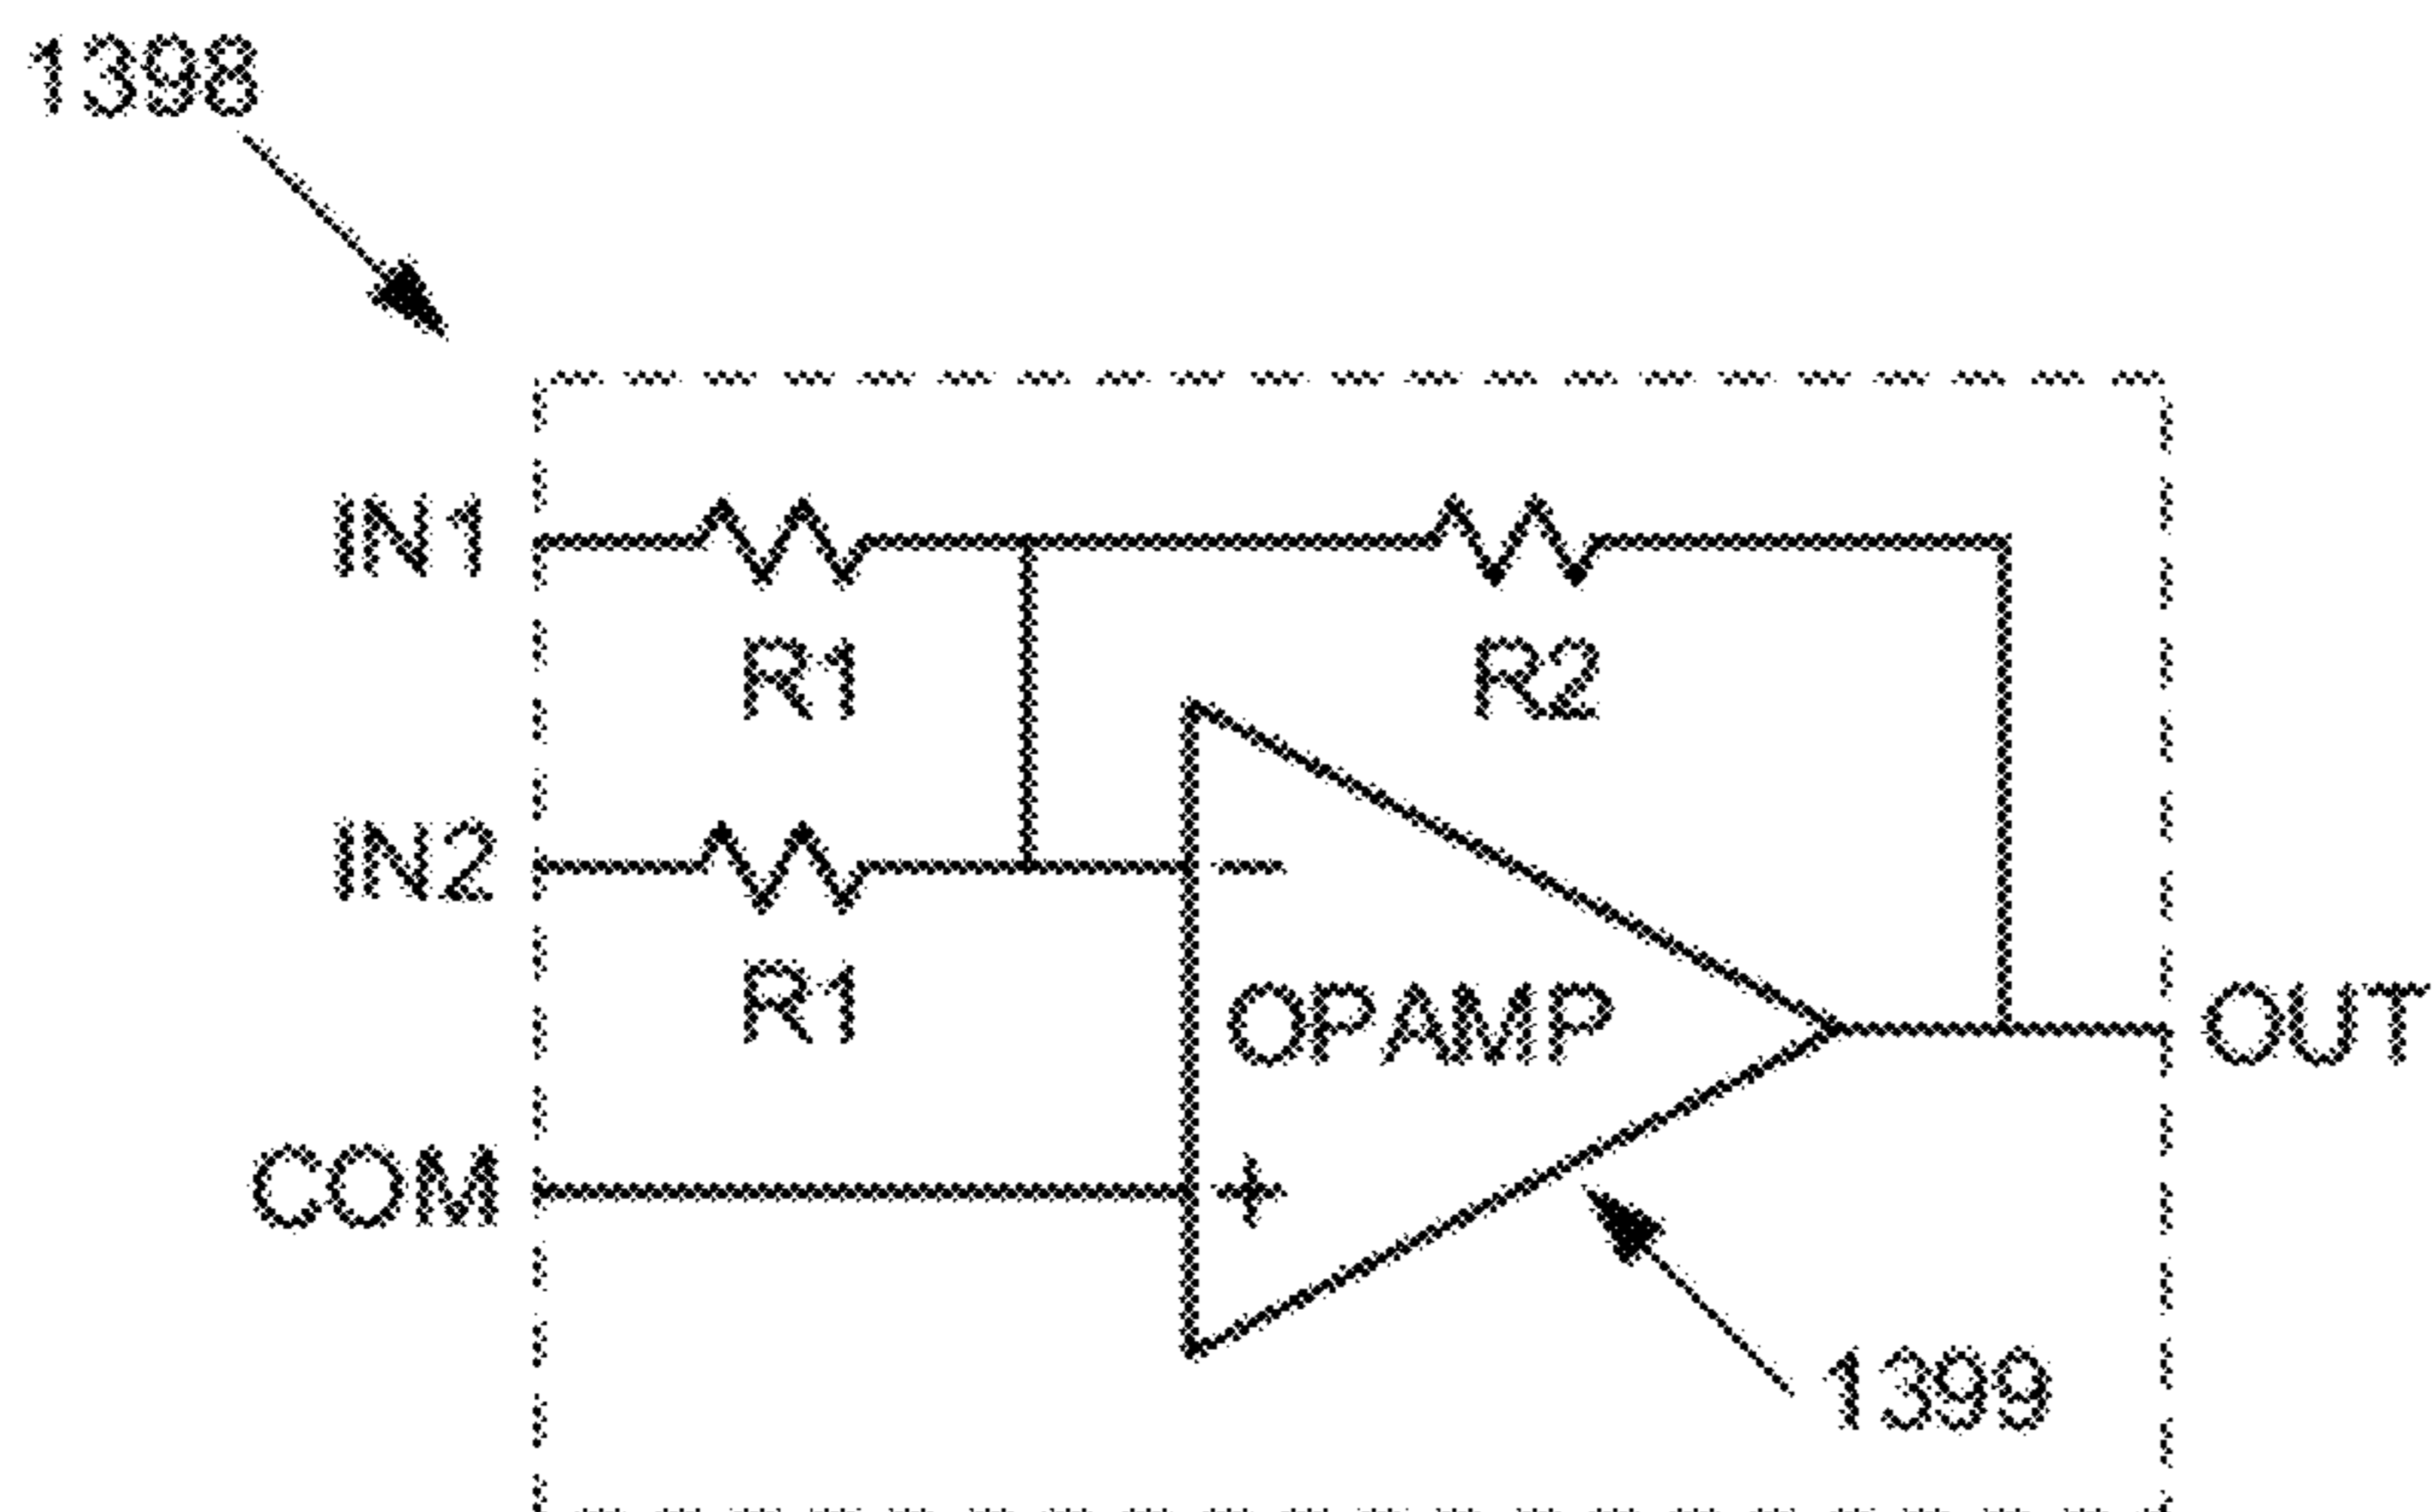 1398
IN1
R1
R2
IN2
R1
-
OPAMP
OUT
COM
+
1399